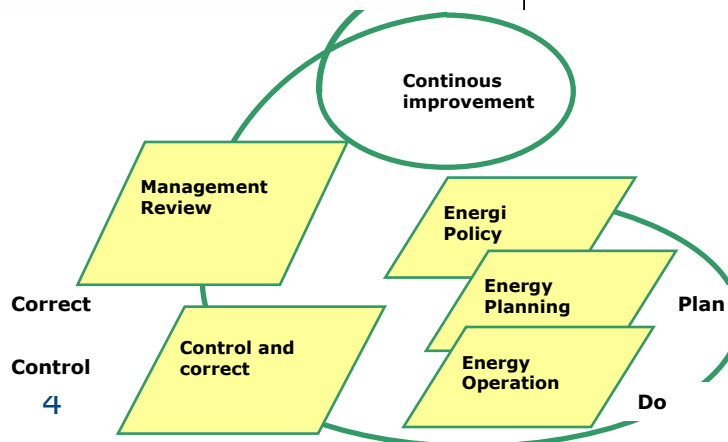 Continous
improvement
Management
Review
Energi
Policy
Energy
Planning
Correct
Plan
Control and
correct
Energy
Operation
Control
4
Do